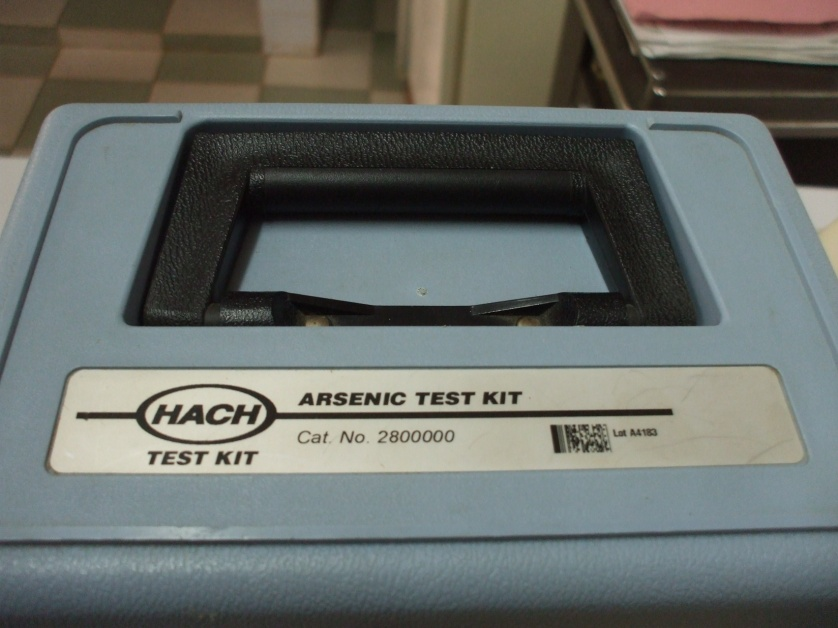 HACH
TEST KIT
ARSENIC TEST KIT
Cat. No. 2800000
Lot A4183